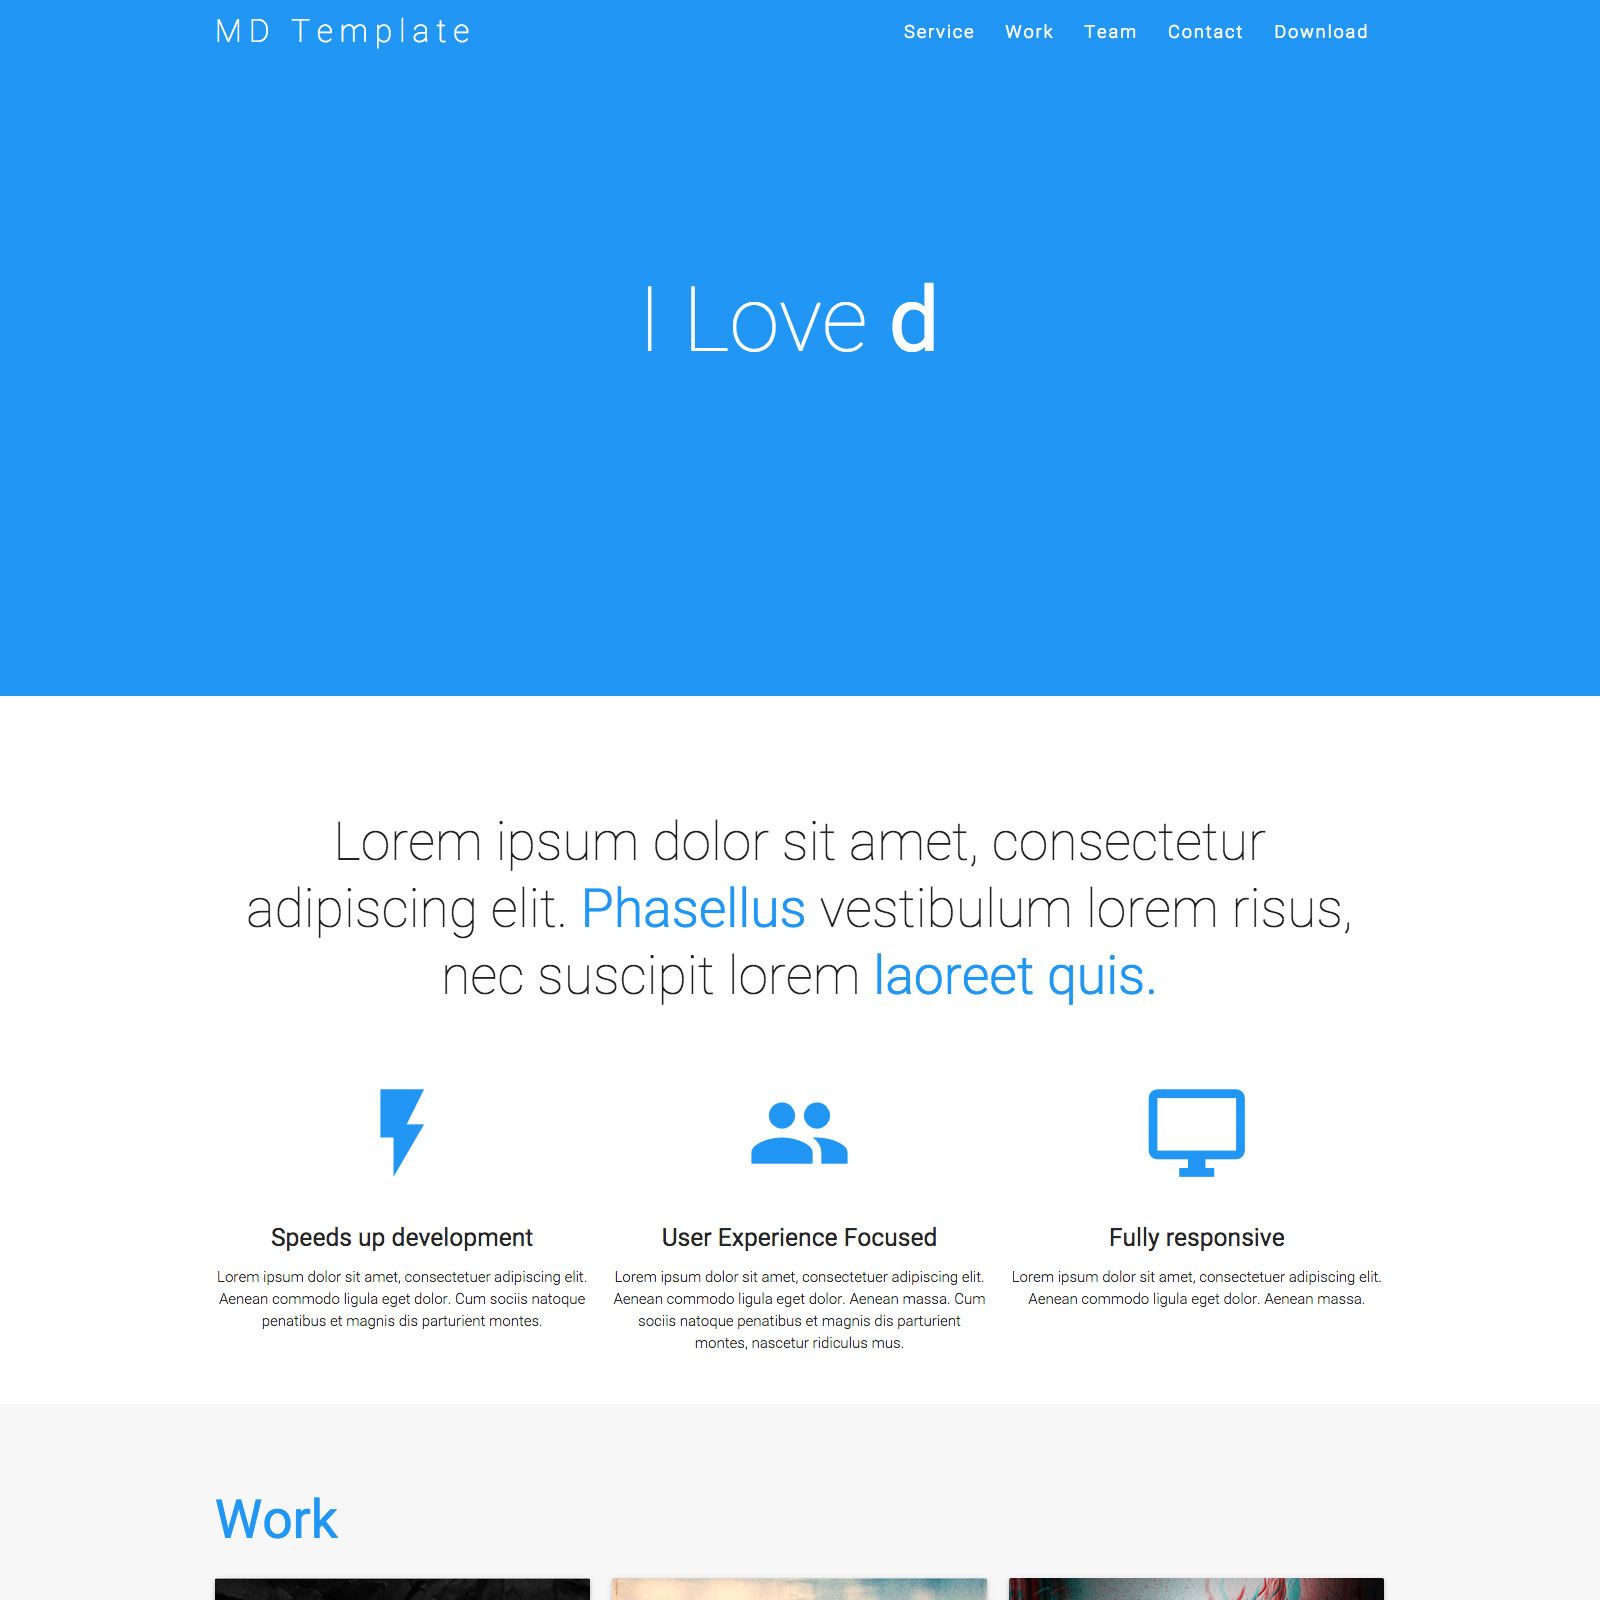 MD Template
Service Work Team Contact Download
I Love d
Lorem ipsum dolor sit amet, consectetur
adipiscing elit. Phasellus vestibulum lorem risus,
nec suscipit lorem laoreet quis.
Speeds up development
Lorem ipsum dolor sit amet, consectetuer adipiscing elit.
Aenean commodo ligula eget dolor. Cum sociis natoque
penatibus et magnis dis parturient montes.
User Experience Focused
Lorem ipsum dolor sit amet, consectetuer adipiscing elit.
Aenean commodo ligula eget dolor. Aenean massa. Cum
sociis natoque penatibus et magnis dis parturient
montes, nascetur ridiculus mus.
Fully responsive
Lorem ipsum dolor sit amet, consectetuer adipiscing elit.
Aenean commodo ligula eget dolor. Aenean massa.
Work